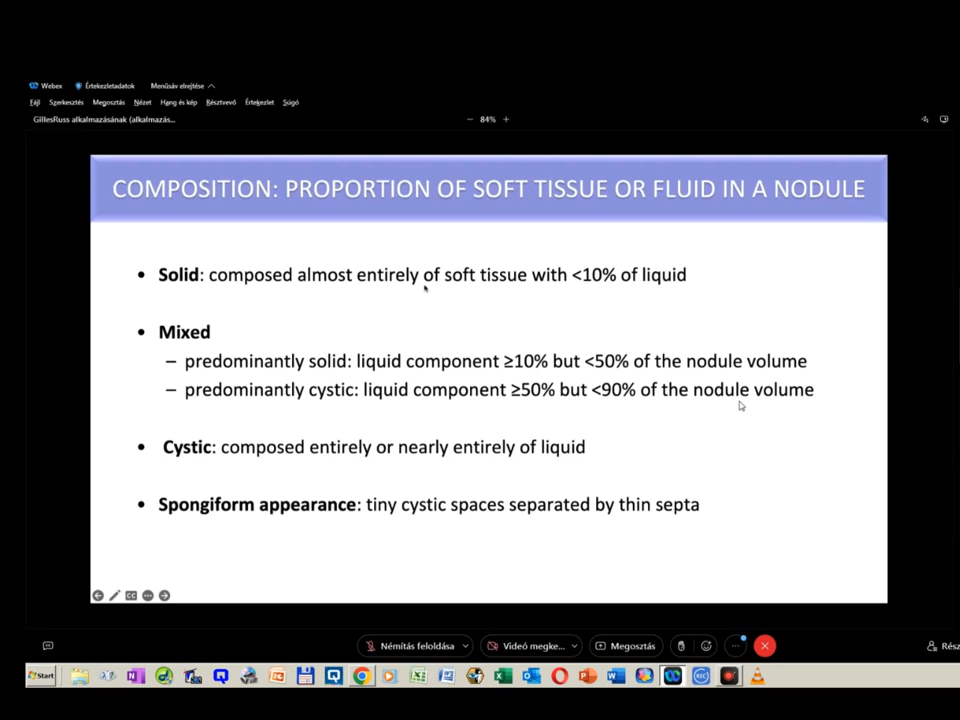 Webex Értekezletadatok Menüsáv elrejtése
Fájl Szerkesztés Megosztás Nézet Hang és kép Résztvevő Értekezlet Súgó
GillesRuss alkalmazásának (alkalmazás... 84%
COMPOSITION: PROPORTION OF SOFT TISSUE OR FLUID IN A NODULE
• Solid: composed almost entirely of soft tissue with <10% of liquid
• Mixed
– predominantly solid: liquid component ≥10% but <50% of the nodule volume
– predominantly cystic: liquid component ≥50% but <90% of the nodule volume
• Cystic: composed entirely or nearly entirely of liquid
• Spongiform appearance: tiny cystic spaces separated by thin septa
Némítás feloldása Videó megke... Megosztás Rész
Start